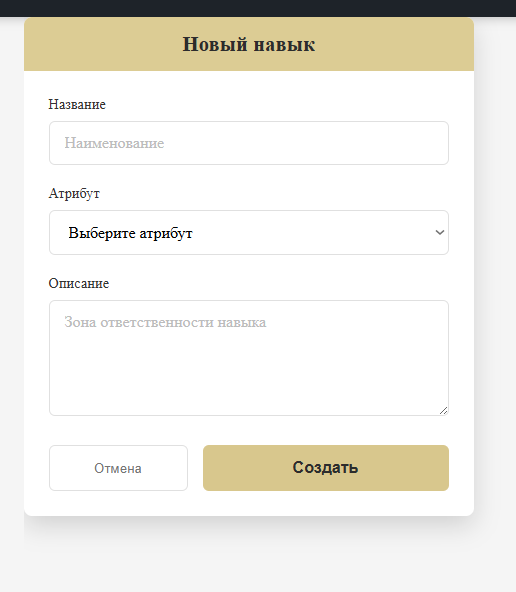 Новый навык
Название
Наименование
Атрибут
Выберите атрибут
Описание
Зона ответственности навыка
Отмена
Создать